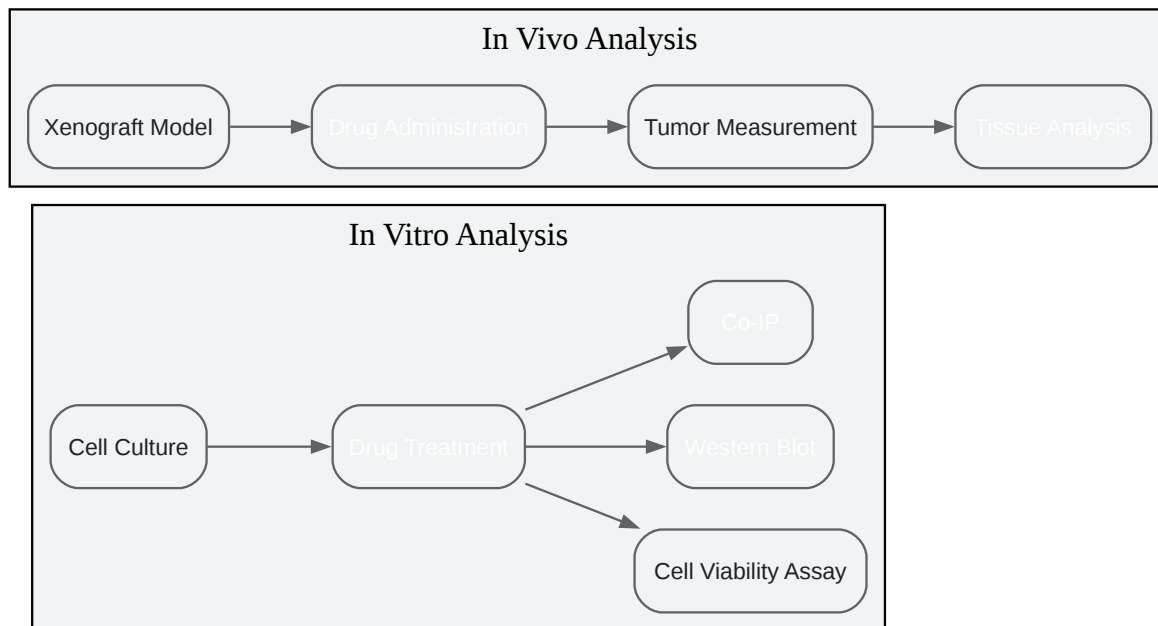 In Vivo Analysis
Xenograft Model
Drug Administration
Tumor Measurement
Tissue Analysis
In Vitro Analysis
Co-IP
Cell Culture
Drug Treatment
Western Blot
Cell Viability Assay